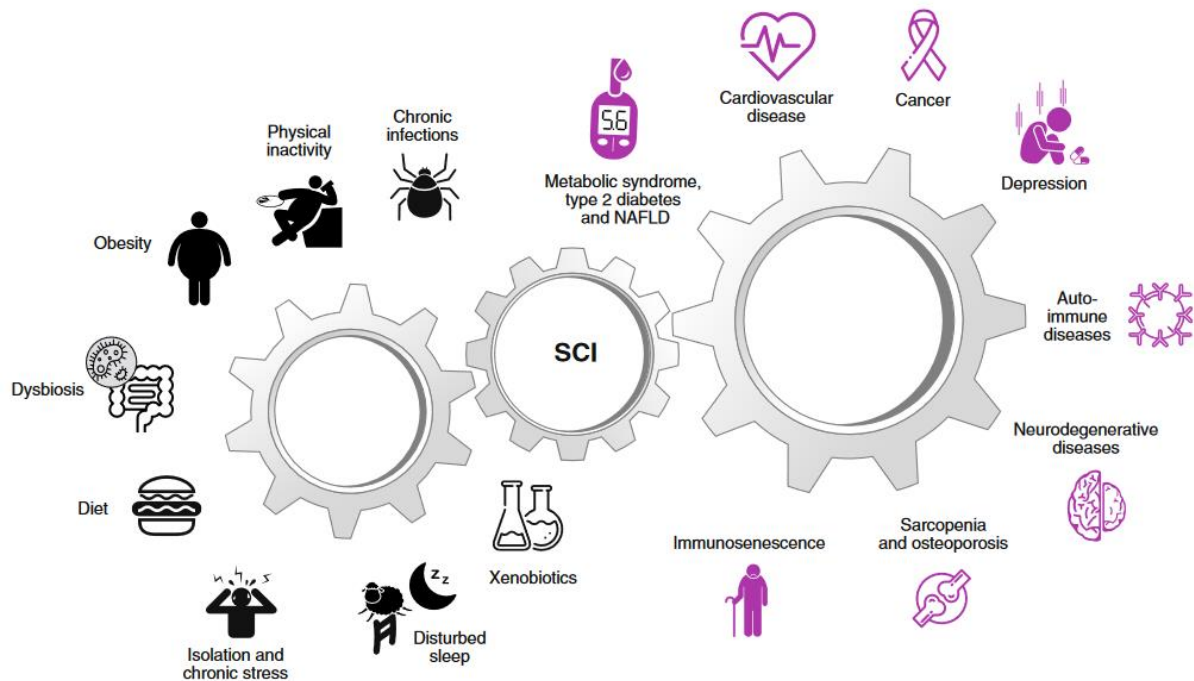 Chronic
infections
Physical
inactivity
Obesity
Dysbiosis
Diet
Isolation and
chronic stress
z z
Disturbed
sleep
Xenobiotics
SCI
5.6
Metabolic syndrome,
type 2 diabetes
and NAFLD
Cardiovascular
disease
Cancer
Depression
Auto-
immune
diseases
Neurodegenerative
diseases
Sarcopenia
and osteoporosis
Immunosenescence